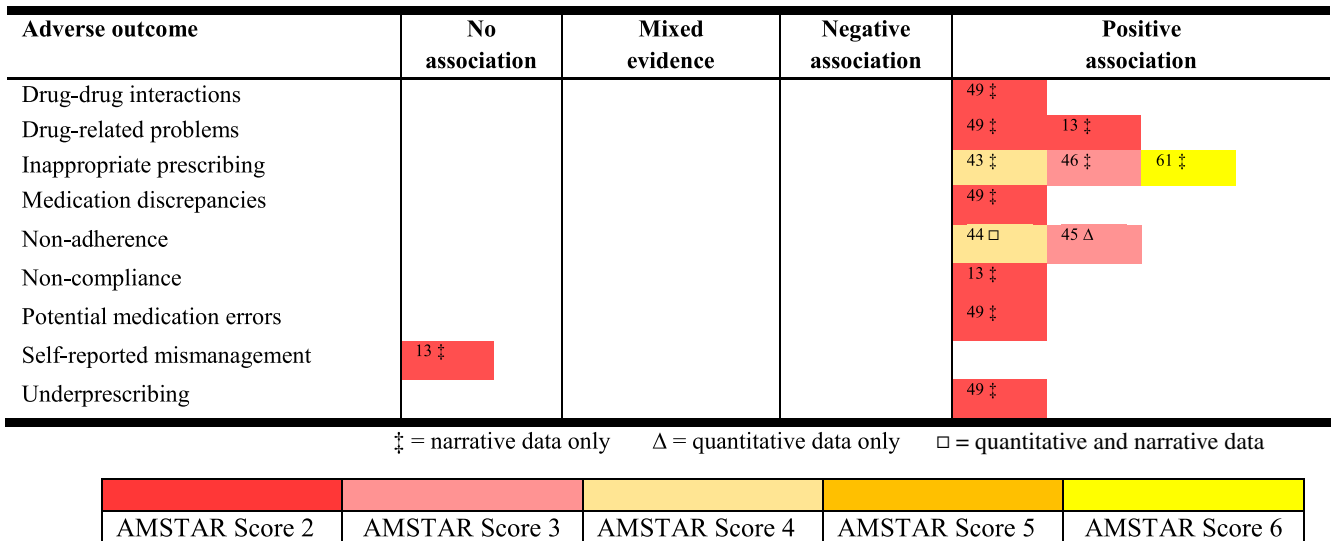 Adverse outcome No Mixed Negative Positive
association evidence association association
Drug-drug interactions 49 ‡
Drug-related problems 49 ‡ 13 ‡
Inappropriate prescribing 43 ‡ 46 ‡ 61 ‡
Medication discrepancies 49 ‡
Non-adherence 44 □ 45 Δ
Non-compliance 13 ‡
Potential medication errors 49 ‡
Self-reported mismanagement 13 ‡
Underprescribing 49 ‡
‡ = narrative data only Δ = quantitative data only □ = quantitative and narrative data
AMSTAR Score 2 AMSTAR Score 3 AMSTAR Score 4 AMSTAR Score 5 AMSTAR Score 6